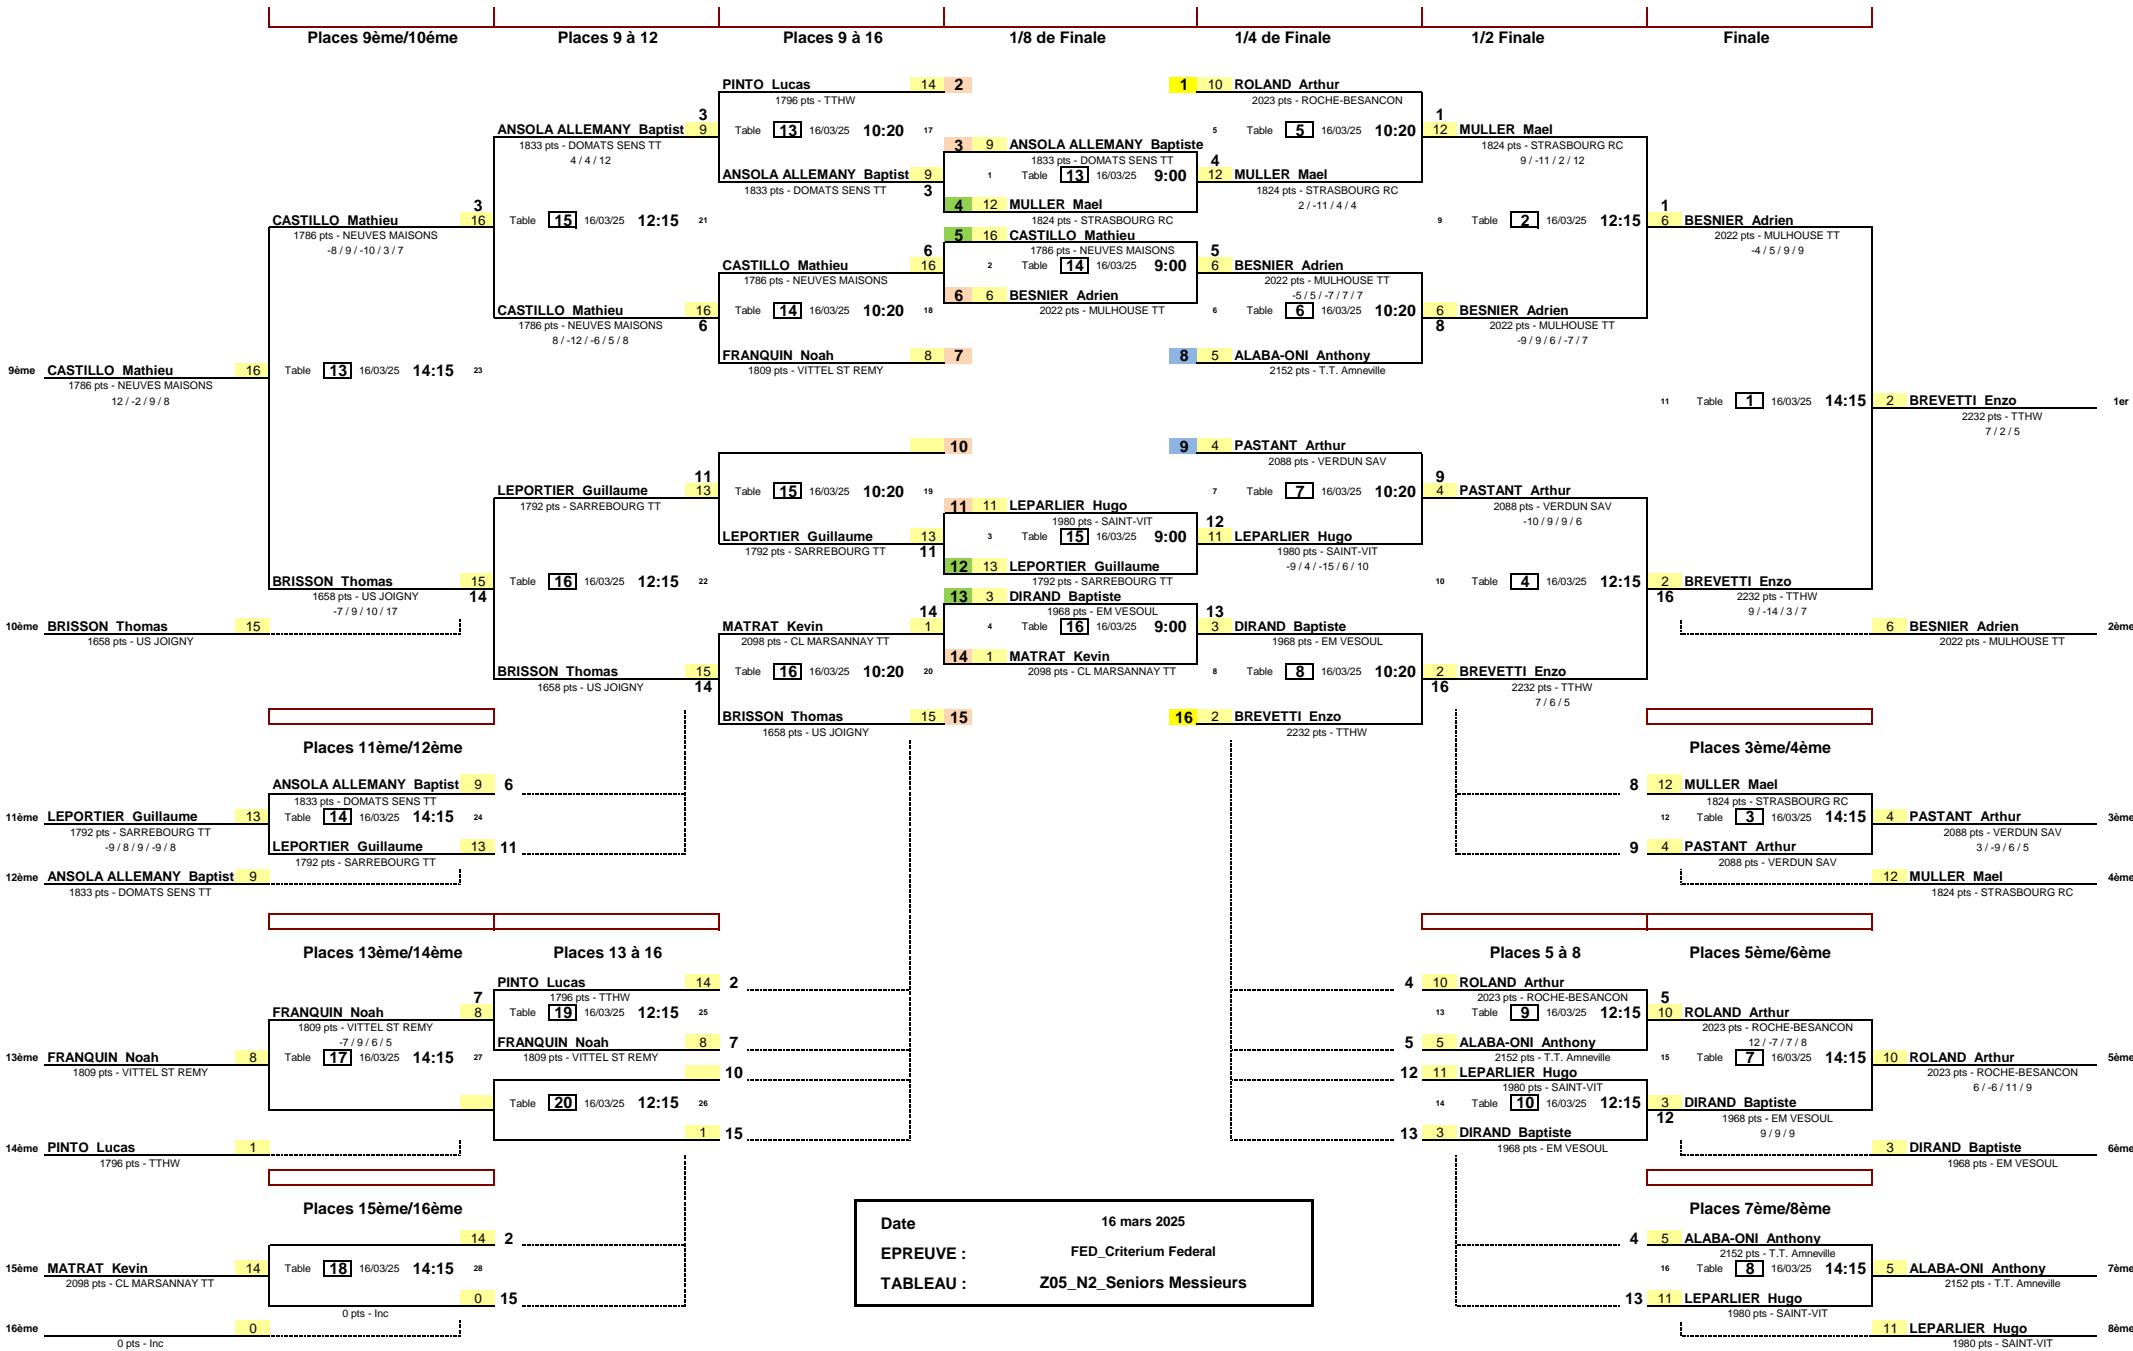 Places 9ème/10éme
Places 9 à 12
Places 9 à 16
1/8 de Finale
1/4 de Finale
1/2 Finale
Finale
PINTO Lucas 14 2
1796 pts - TTHW
3
ANSOLA ALLEMANY Baptist 9
1833 pts - DOMATS SENS TT
4 / 4 / 12
Table 13 16/03/25 10:20 17
ANSOLA ALLEMANY Baptist 9
1833 pts - DOMATS SENS TT
3
3
CASTILLO Mathieu 16
1786 pts - NEUVES MAISONS
-8 / 9 / -10 / 3 / 7
Table 15 16/03/25 12:15 21
6
CASTILLO Mathieu 16
1786 pts - NEUVES MAISONS
CASTILLO Mathieu 16
1786 pts - NEUVES MAISONS
6
8 / -12 / -6 / 5 / 8
Table 14 16/03/25 10:20 18
FRANQUIN Noah 8 7
1809 pts - VITTEL ST REMY
9ème CASTILLO Mathieu 16
1786 pts - NEUVES MAISONS
12 / -2 / 9 / 8
Table 13 16/03/25 14:15 23
10
11
LEPORTIER Guillaume 13
1792 pts - SARREBOURG TT
Table 15 16/03/25 10:20 19
LEPORTIER Guillaume 13
1792 pts - SARREBOURG TT
11
BRISSON Thomas 15
1658 pts - US JOIGNY
14
-7 / 9 / 10 / 17
Table 16 16/03/25 12:15 22
14
MATRAT Kevin 1
2098 pts - CL MARSANNAY TT
10ème BRISSON Thomas 15
1658 pts - US JOIGNY
BRISSON Thomas 15
1658 pts - US JOIGNY
14
Table 16 16/03/25 10:20 20
BRISSON Thomas 15 15
1658 pts - US JOIGNY
3 9 ANSOLA ALLEMANY Baptiste
1833 pts - DOMATS SENS TT
1 Table 13 16/03/25 9:00
4 12 MULLER Mael
1824 pts - STRASBOURG RC
5 16 CASTILLO Mathieu
1786 pts - NEUVES MAISONS
2 Table 14 16/03/25 9:00
6 6 BESNIER Adrien
2022 pts - MULHOUSE TT
11 11 LEPARLIER Hugo
1980 pts - SAINT-VIT
3 Table 15 16/03/25 9:00
12 13 LEPORTIER Guillaume
1792 pts - SARREBOURG TT
13 3 DIRAND Baptiste
1968 pts - EM VESOUL
4 Table 16 16/03/25 9:00
14 1 MATRAT Kevin
2098 pts - CL MARSANNAY TT
1 10 ROLAND Arthur
2023 pts - ROCHE-BESANCON
5 Table 5 16/03/25 10:20
4
12 MULLER Mael
1824 pts - STRASBOURG RC
2 / -11 / 4 / 4
5
6 BESNIER Adrien
2022 pts - MULHOUSE TT
-5 / 5 / -7 / 7 / 7
6 Table 6 16/03/25 10:20
8 5 ALABA-ONI Anthony
2152 pts - T.T. Amneville
9 4 PASTANT Arthur
2088 pts - VERDUN SAV
7 Table 7 16/03/25 10:20
12
11 LEPARLIER Hugo
1980 pts - SAINT-VIT
-9 / 4 / -15 / 6 / 10
13
3 DIRAND Baptiste
1968 pts - EM VESOUL
8 Table 8 16/03/25 10:20
16 2 BREVETTI Enzo
2232 pts - TTHW
1
12 MULLER Mael
1824 pts - STRASBOURG RC
9 / -11 / 2 / 12
9 Table 2 16/03/25 12:15
6 BESNIER Adrien
8
2022 pts - MULHOUSE TT
-9 / 9 / 6 / -7 / 7
9
4 PASTANT Arthur
2088 pts - VERDUN SAV
-10 / 9 / 9 / 6
10 Table 4 16/03/25 12:15
2 BREVETTI Enzo
16
2232 pts - TTHW
7 / 6 / 5
1
6 BESNIER Adrien
2022 pts - MULHOUSE TT
-4 / 5 / 9 / 9
11 Table 1 16/03/25 14:15
2 BREVETTI Enzo 1er
2232 pts - TTHW
7 / 2 / 5
2 BREVETTI Enzo
16
2232 pts - TTHW
9 / -14 / 3 / 7
6 BESNIER Adrien 2ème
2022 pts - MULHOUSE TT
Places 11ème/12ème
ANSOLA ALLEMANY Baptist 9 6
1833 pts - DOMATS SENS TT
11ème LEPORTIER Guillaume 13
1792 pts - SARREBOURG TT
-9 / 8 / 9 / -9 / 8
Table 14 16/03/25 14:15 24
LEPORTIER Guillaume 13 11
1792 pts - SARREBOURG TT
12ème ANSOLA ALLEMANY Baptist 9
1833 pts - DOMATS SENS TT
Places 3ème/4ème
8 12 MULLER Mael
1824 pts - STRASBOURG RC
12 Table 3 16/03/25 14:15
4 PASTANT Arthur 3ème
2088 pts - VERDUN SAV
3 / -9 / 6 / 5
9 4 PASTANT Arthur
2088 pts - VERDUN SAV
12 MULLER Mael 4ème
1824 pts - STRASBOURG RC
Places 13ème/14ème
Places 13 à 16
PINTO Lucas 14 2
1796 pts - TTHW
7
FRANQUIN Noah 8
1809 pts - VITTEL ST REMY
-7 / 9 / 6 / 5
Table 19 16/03/25 12:15 25
FRANQUIN Noah 8 7
1809 pts - VITTEL ST REMY
13ème FRANQUIN Noah 8
1809 pts - VITTEL ST REMY
Table 17 16/03/25 14:15 27
10
Table 20 16/03/25 12:15 26
1 15
14ème PINTO Lucas 1
1796 pts - TTHW
Places 5 à 8
Places 5ème/6ème
4 10 ROLAND Arthur
2023 pts - ROCHE-BESANCON
13 Table 9 16/03/25 12:15
5 5 ALABA-ONI Anthony
2152 pts - T.T. Amneville
12 11 LEPARLIER Hugo
1980 pts - SAINT-VIT
14 Table 10 16/03/25 12:15
13 3 DIRAND Baptiste
1968 pts - EM VESOUL
5
10 ROLAND Arthur
2023 pts - ROCHE-BESANCON
12 / -7 / 7 / 8
15 Table 7 16/03/25 14:15
10 ROLAND Arthur 5ème
2023 pts - ROCHE-BESANCON
6 / -6 / 11 / 9
3 DIRAND Baptiste
12
1968 pts - EM VESOUL
9 / 9 / 9
3 DIRAND Baptiste 6ème
1968 pts - EM VESOUL
Places 15ème/16ème
14 2
15ème MATRAT Kevin 14
2098 pts - CL MARSANNAY TT
Table 18 16/03/25 14:15 28
0 15
0 pts - Inc
16ème 0
0 pts - Inc
Date 16 mars 2025
EPREUVE : FED_Criterium Federal
TABLEAU : Z05_N2_Seniors Messieurs
Places 7ème/8ème
4 5 ALABA-ONI Anthony
2152 pts - T.T. Amneville
16 Table 8 16/03/25 14:15
5 ALABA-ONI Anthony 7ème
2152 pts - T.T. Amneville
13 11 LEPARLIER Hugo
1980 pts - SAINT-VIT
11 LEPARLIER Hugo 8ème
1980 pts - SAINT-VIT